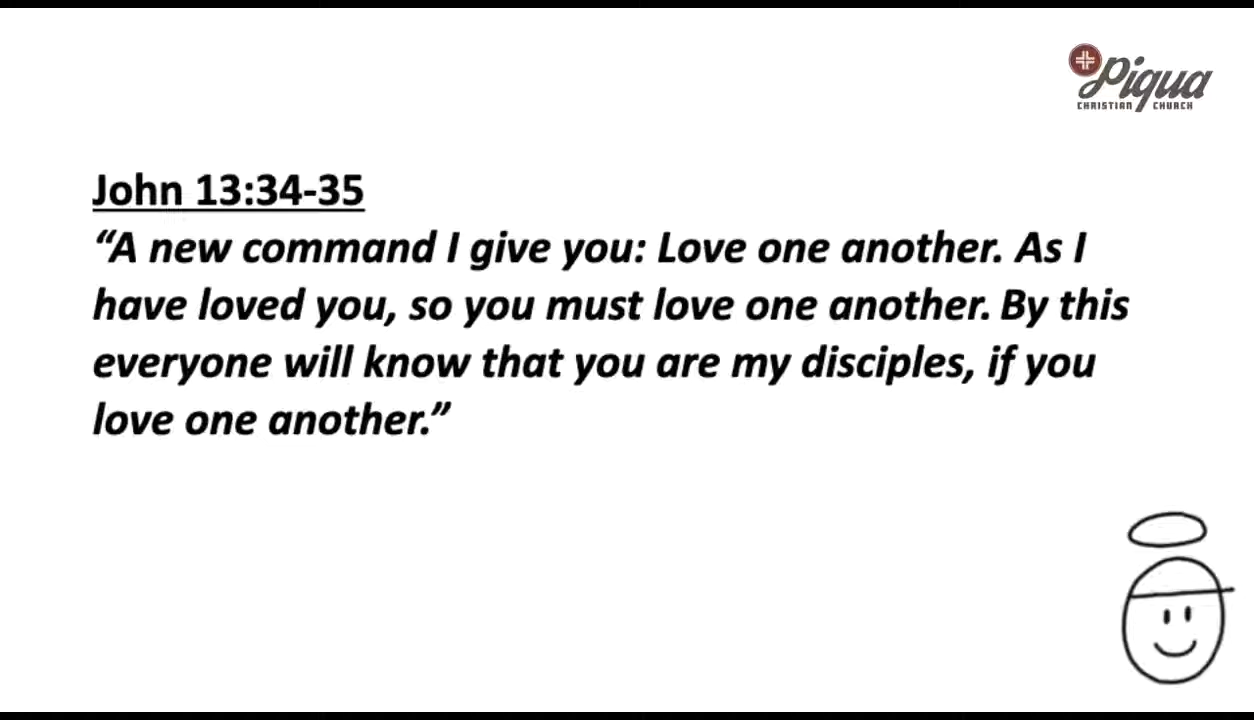 Piqua
CHRISTIAN CHURCH
John 13:34-35
“A new command I give you: Love one another. As I
have loved you, so you must love one another. By this
everyone will know that you are my disciples, if you
love one another.”